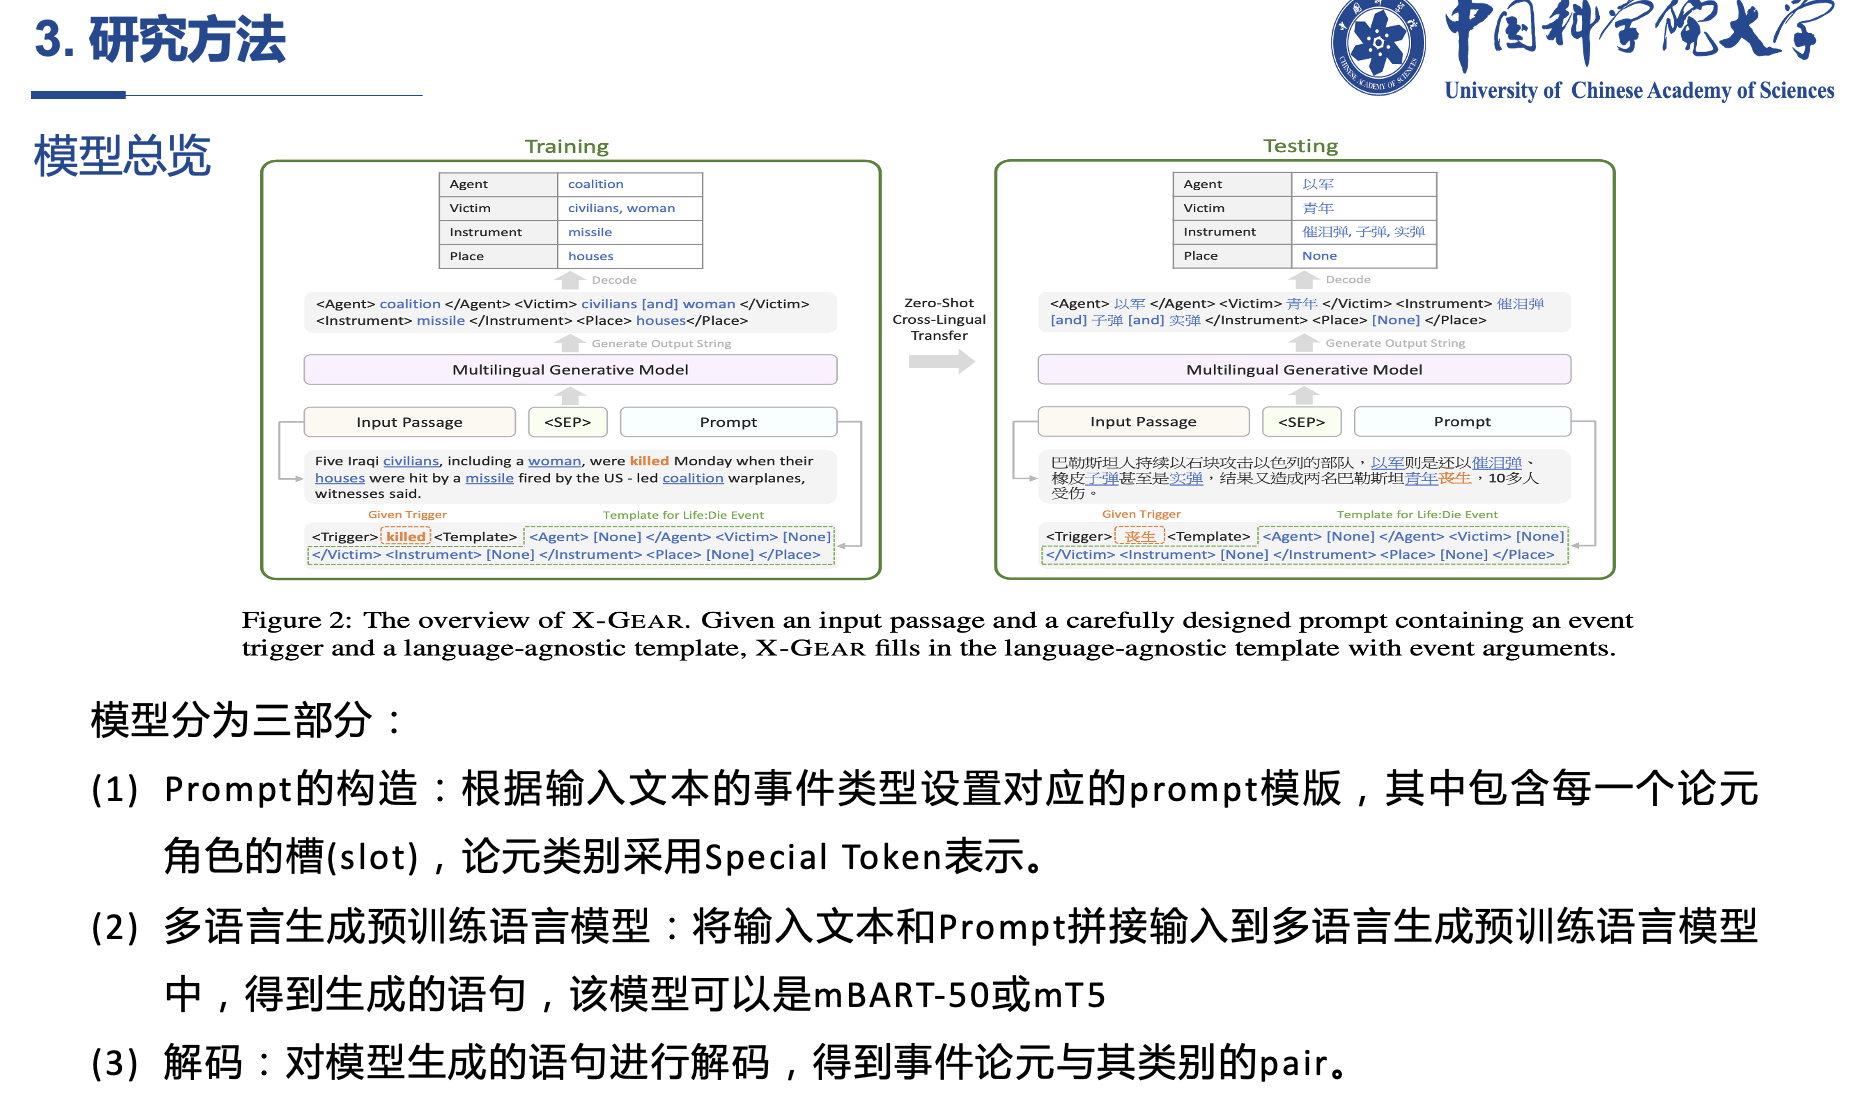 3. 研究方法
中国科学院大学
University of Chinese Academy of Sciences
模型总览
Training
Agent coalition
Victim civilians, woman
Instrument missile
Place houses
Decode
<Agent> coalition </Agent> <Victim> civilians [and] woman </Victim>
<Instrument> missile </Instrument> <Place> houses</Place>
Generate Output String
Multilingual Generative Model
Input Passage <SEP> Prompt
Five Iraqi civilians, including a woman, were killed Monday when their
houses were hit by a missile fired by the US - led coalition warplanes,
witnesses said.
Given Trigger Template for Life:Die Event
<Trigger> killed <Template> <Agent> [None] </Agent> <Victim> [None]
</Victim> <Instrument> [None] </Instrument> <Place> [None] </Place>
Zero-Shot
Cross-Lingual
Transfer
Testing
Agent 以军
Victim 青年
Instrument 催泪弹, 子弹, 实弹
Place None
Decode
<Agent> 以军 </Agent> <Victim> 青年 </Victim> <Instrument> 催泪弹
[and] 子弹 [and] 实弹 </Instrument> <Place> [None] </Place>
Generate Output String
Multilingual Generative Model
Input Passage <SEP> Prompt
巴勒斯坦人持续以石块攻击以色列的部队，以军则是还以催泪弹、
橡皮子弹甚至是实弹，结果又造成两名巴勒斯坦青年丧生，10多人
受伤。
Given Trigger Template for Life:Die Event
<Trigger> 丧生 <Template> <Agent> [None] </Agent> <Victim> [None]
</Victim> <Instrument> [None] </Instrument> <Place> [None] </Place>
Figure 2: The overview of X-GEAR. Given an input passage and a carefully designed prompt containing an event
trigger and a language-agnostic template, X-GEAR fills in the language-agnostic template with event arguments.
模型分为三部分：
(1) Prompt的构造：根据输入文本的事件类型设置对应的prompt模版，其中包含每一个论元
角色的槽(slot)，论元类别采用Special Token表示。
(2) 多语言生成预训练语言模型：将输入文本和Prompt拼接输入到多语言生成预训练语言模型
中，得到生成的语句，该模型可以是mBART-50或mT5
(3) 解码：对模型生成的语句进行解码，得到事件论元与其类别的pair。